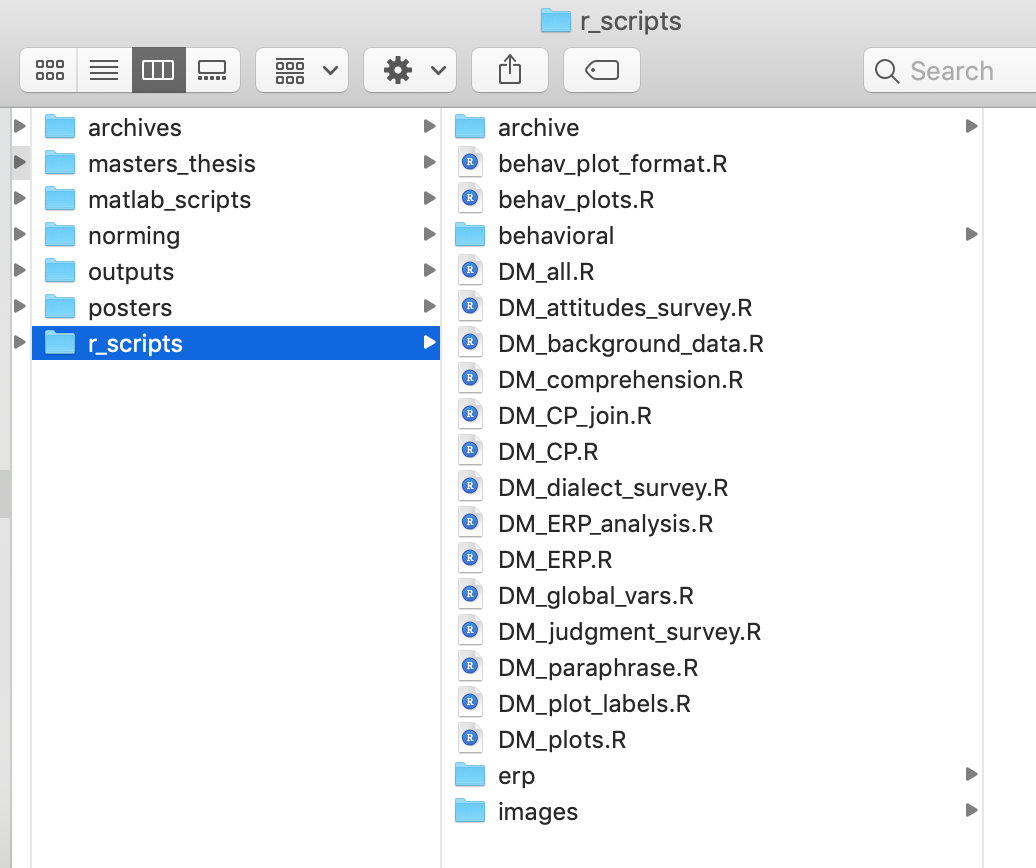 r_scripts
Search
archives
masters_thesis
matlab_scripts
norming
outputs
posters
r_scripts
archive
behav_plot_format.R
behav_plots.R
behavioral
DM_all.R
DM_attitudes_survey.R
DM_background_data.R
DM_comprehension.R
DM_CP_join.R
DM_CP.R
DM_dialect_survey.R
DM_ERP_analysis.R
DM_ERP.R
DM_global_vars.R
DM_judgment_survey.R
DM_paraphrase.R
DM_plot_labels.R
DM_plots.R
erp
images